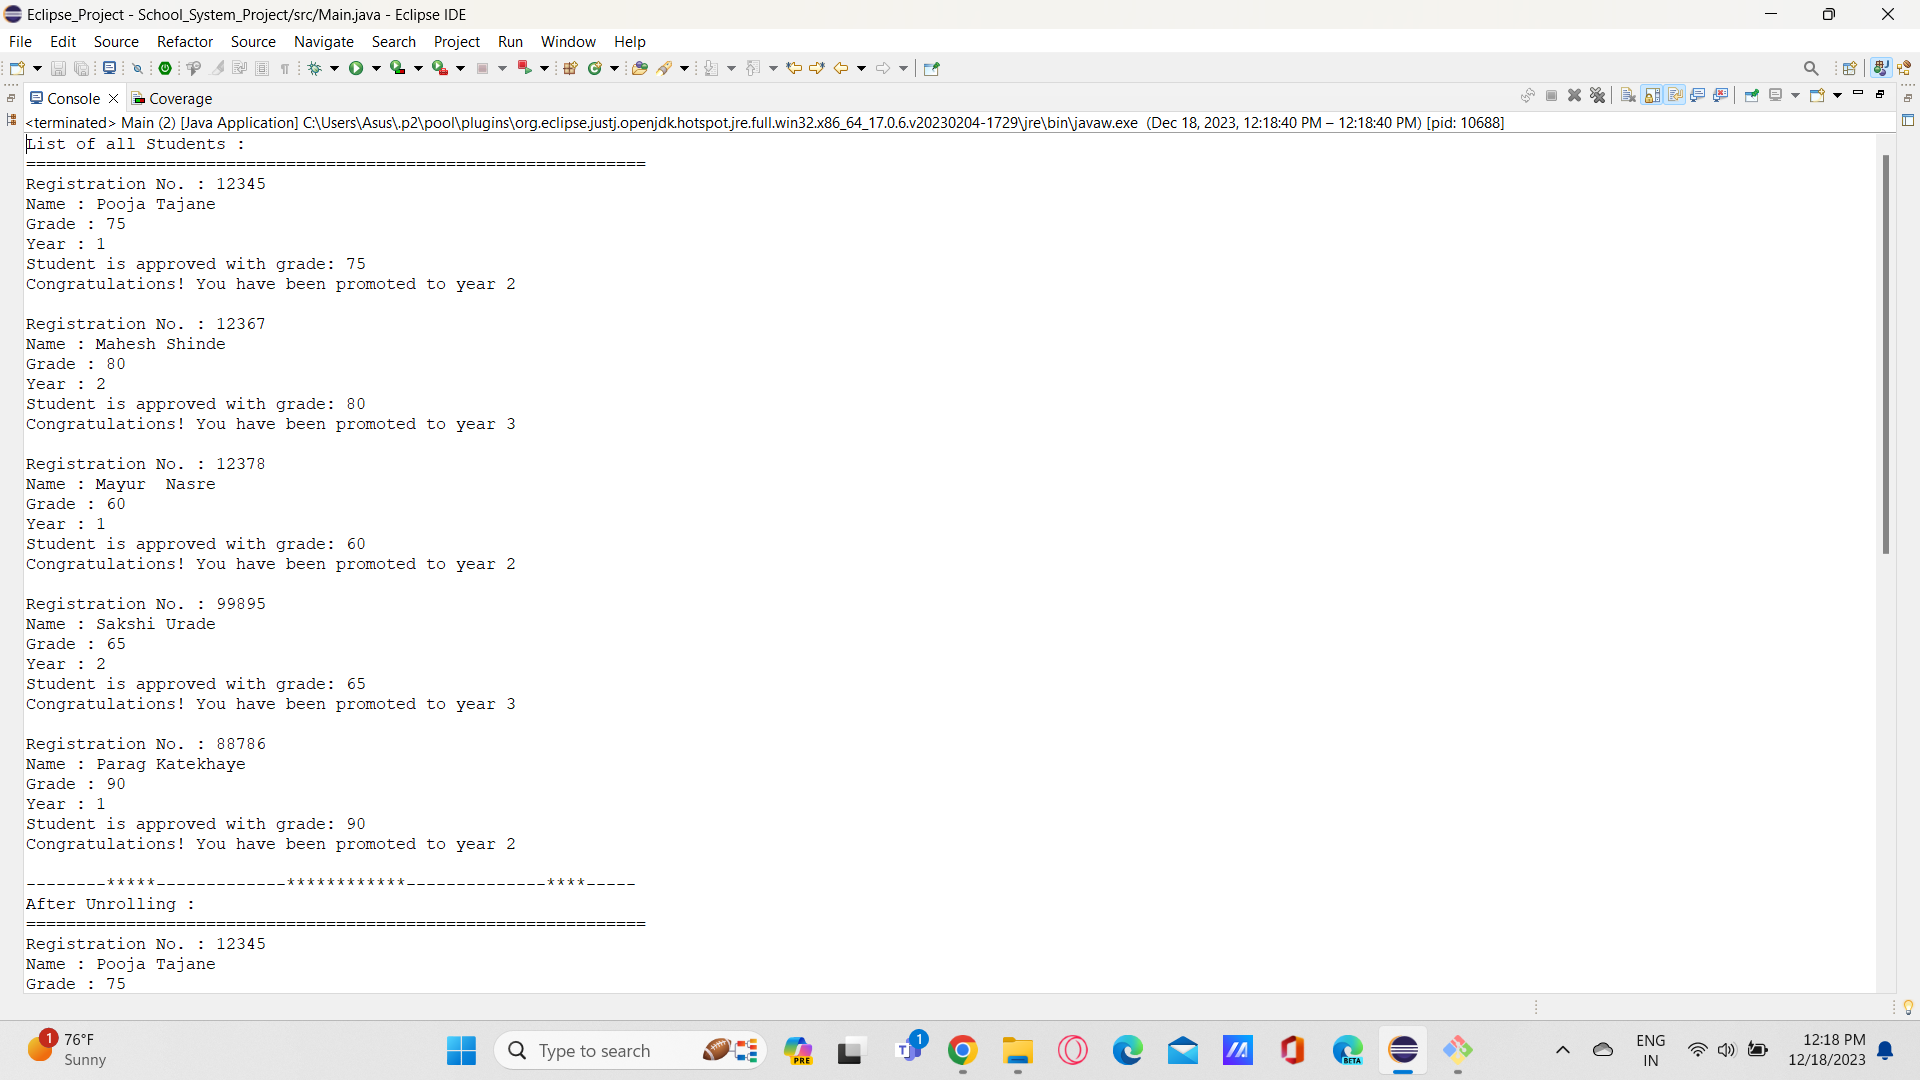 Eclipse_Project - School_System_Project/src/Main.java - Eclipse IDE
File Edit Source Refactor Source Navigate Search Project Run Window Help
Console Coverage
<terminated> Main (2) [Java Application] C:\Users\Asus\.p2\pool\plugins\org.eclipse.justj.openjdk.hotspot.jre.full.win32.x86_64_17.0.6.v20230204-1729\jre\bin\javaw.exe (Dec 18, 2023, 12:18:40 PM – 12:18:40 PM) [pid: 10688]
List of all Students :
==============================================================
Registration No. : 12345
Name : Pooja Tajane
Grade : 75
Year : 1
Student is approved with grade: 75
Congratulations! You have been promoted to year 2
Registration No. : 12367
Name : Mahesh Shinde
Grade : 80
Year : 2
Student is approved with grade: 80
Congratulations! You have been promoted to year 3
Registration No. : 12378
Name : Mayur  Nasre
Grade : 60
Year : 1
Student is approved with grade: 60
Congratulations! You have been promoted to year 2
Registration No. : 99895
Name : Sakshi Urade
Grade : 65
Year : 2
Student is approved with grade: 65
Congratulations! You have been promoted to year 3
Registration No. : 88786
Name : Parag Katekhaye
Grade : 90
Year : 1
Student is approved with grade: 90
Congratulations! You have been promoted to year 2
--------*****-------------************--------------****-----
After Unrolling :
==============================================================
Registration No. : 12345
Name : Pooja Tajane
Grade : 75
1
76°F
Sunny
Type to search
PRE
T
1
BETA
ENG
IN
12:18 PM
12/18/2023